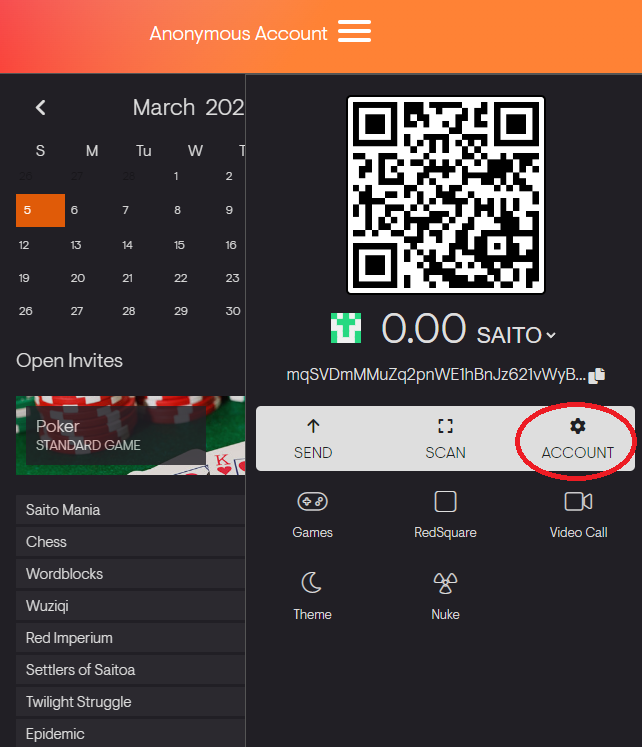 Anonymous Account
March 202
S M Tu W T
26 27 28 1 2
5 6 7 8 9
12 13 14 15 16
19 20 21 22 23
26 27 28 29 30
Open Invites
Poker
STANDARD GAME
K
Saito Mania
Chess
Wordblocks
Wuziqi
Red Imperium
Settlers of Saitoa
Twilight Struggle
Epidemic
0.00 SAITO
mqSVDmMMuZq2pnWE1hBnJz621vWyB...
SEND SCAN ACCOUNT
Games RedSquare Video Call
Theme Nuke